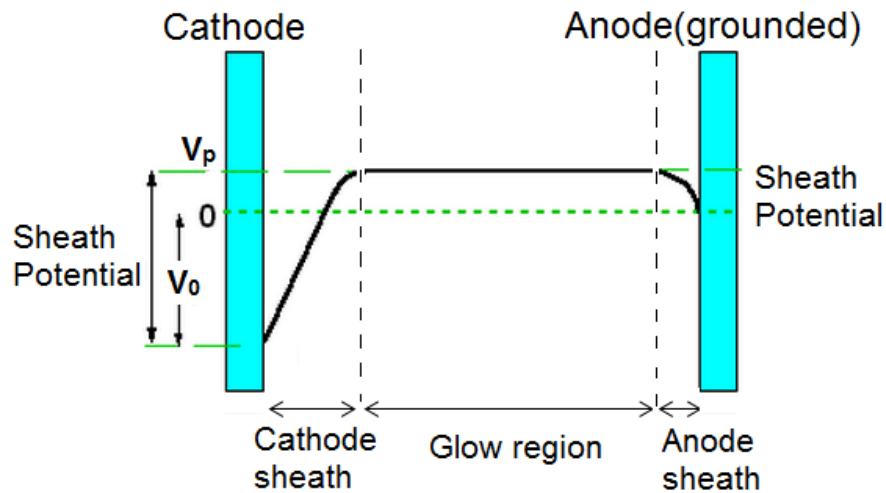 Cathode
Anode(grounded)
Vp
0
Sheath
Potential
V0
Sheath
Potential
Cathode
sheath
Glow region
Anode
sheath